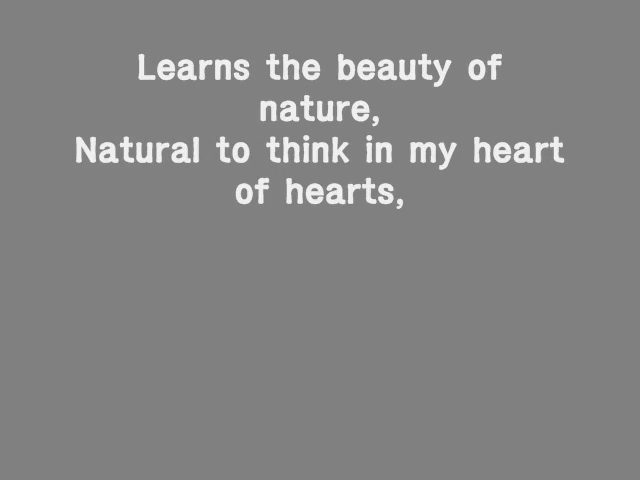 Learns the beauty of
nature,
Natural to think in my heart
of hearts,